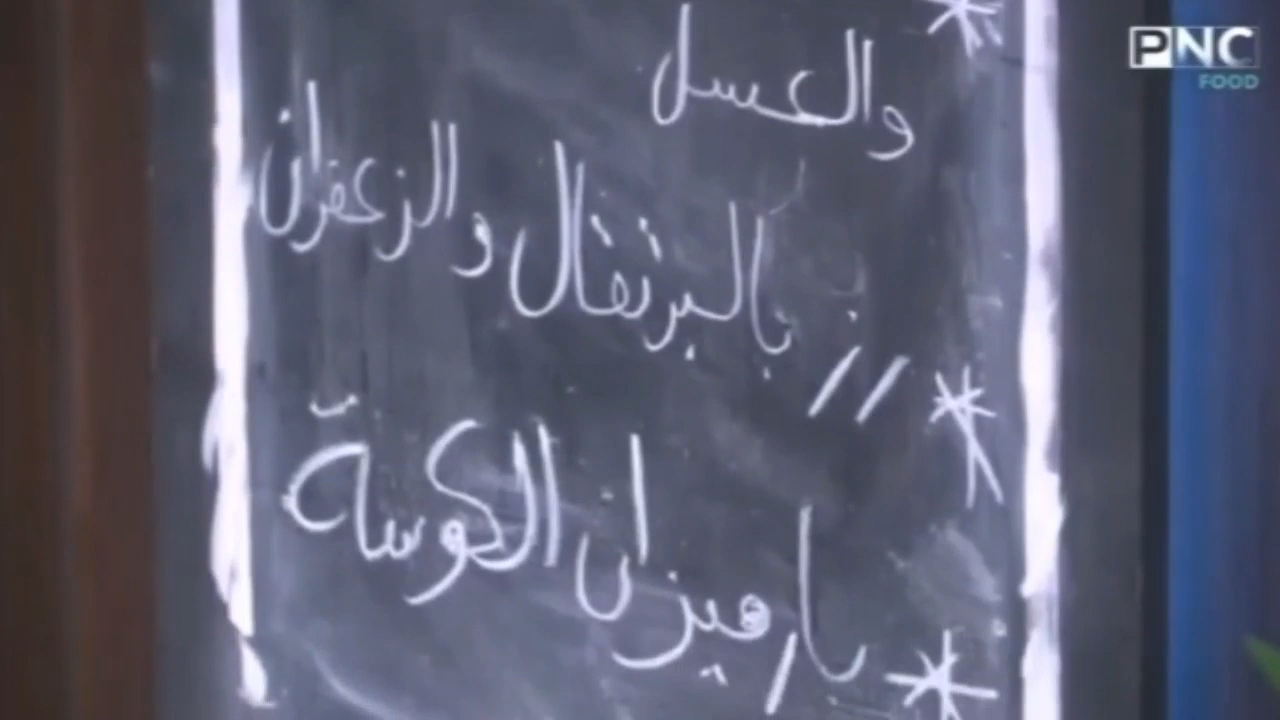 PNC
FOOD
* والعسل
* // بالبرتقال والزعفران
* بارميزان الكوسة